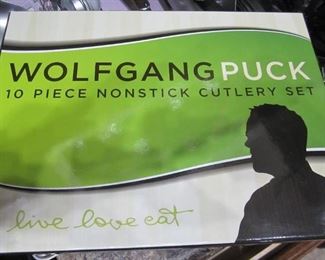 WOLFGANGPUCK
10 PIECE NONSTICK CUTLERY SET
live love eat